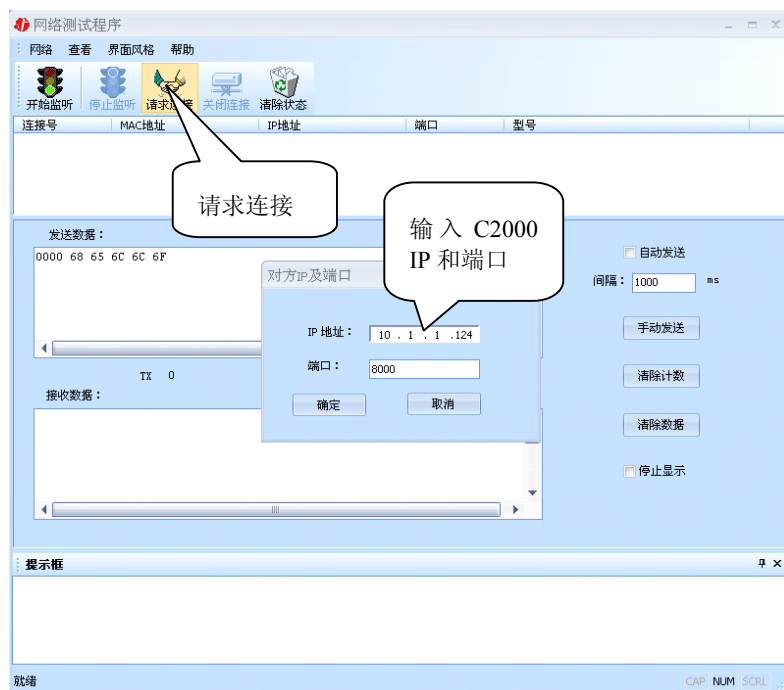 网络测试程序
网络 查看 界面风格 帮助
开始监听 停止监听 请求连接 关闭连接 清除状态
连接号 MAC地址 IP地址 端口 型号
请求连接
输入 C2000
IP 和端口
发送数据：
0000 68 65 6C 6C 6F
自动发送
间隔： 1000 ms
对方IP及端口
IP 地址： 10 . 1 . 1 .124
端口： 8000
确定 取消
手动发送
TX 0
清除计数
接收数据：
清除数据
停止显示
提示框
就绪
CAP NUM SCRL